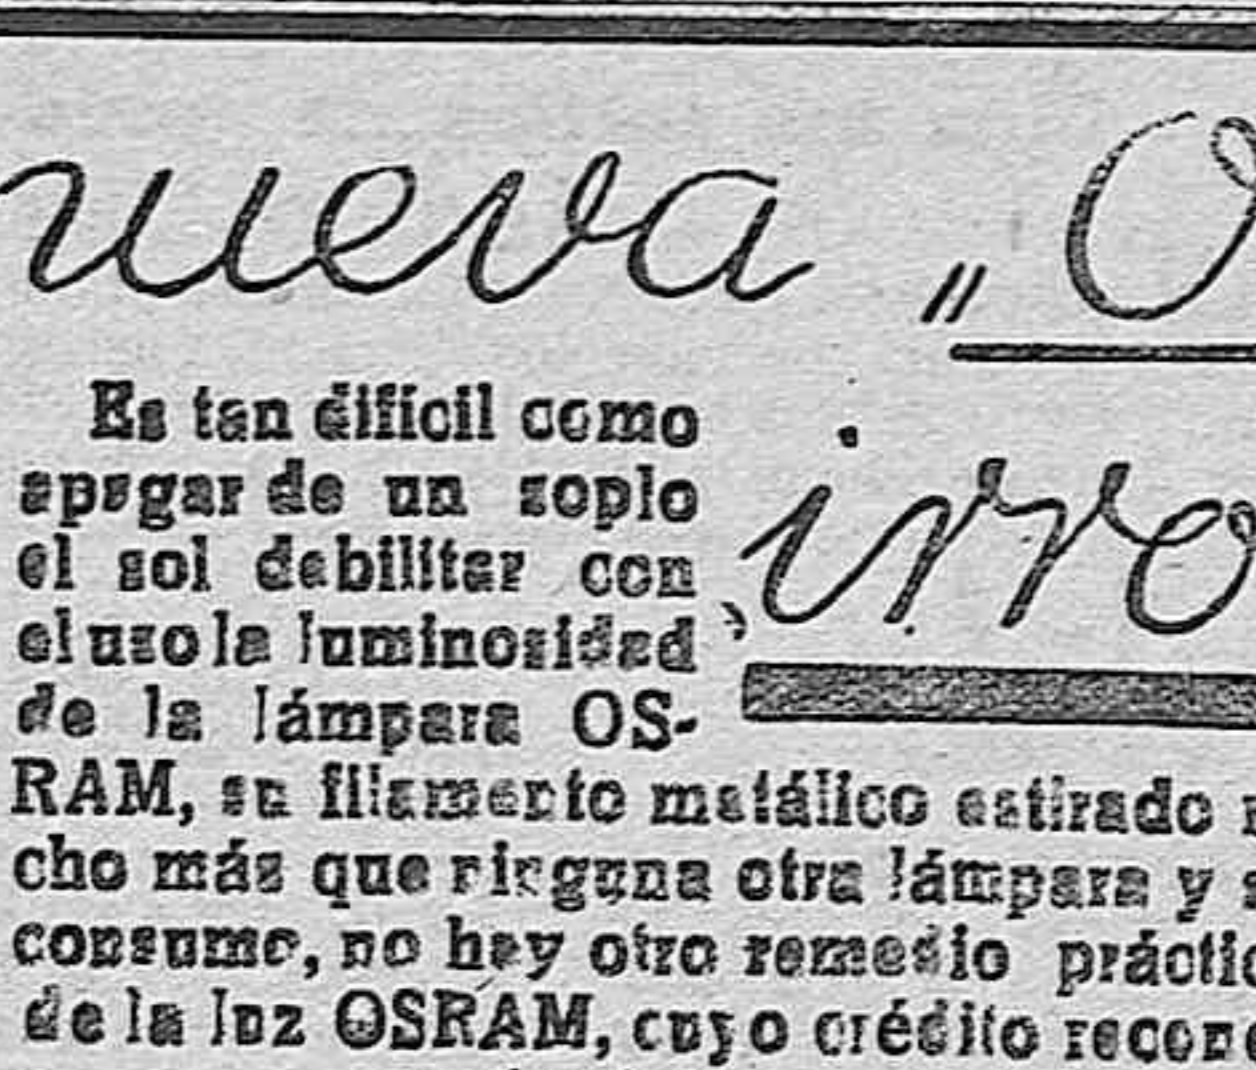 nueva „O
Es tan difícil como
apagar de un soplo
el sol debilitar con
el uso la luminosidad
de la lámpara OS-
irro
RAM, su filamento metálico estirado
cho más que ninguna otra lámpara y
consumo, no hay otro remedio práctic
de la luz OSRAM, cuyo crédito recono